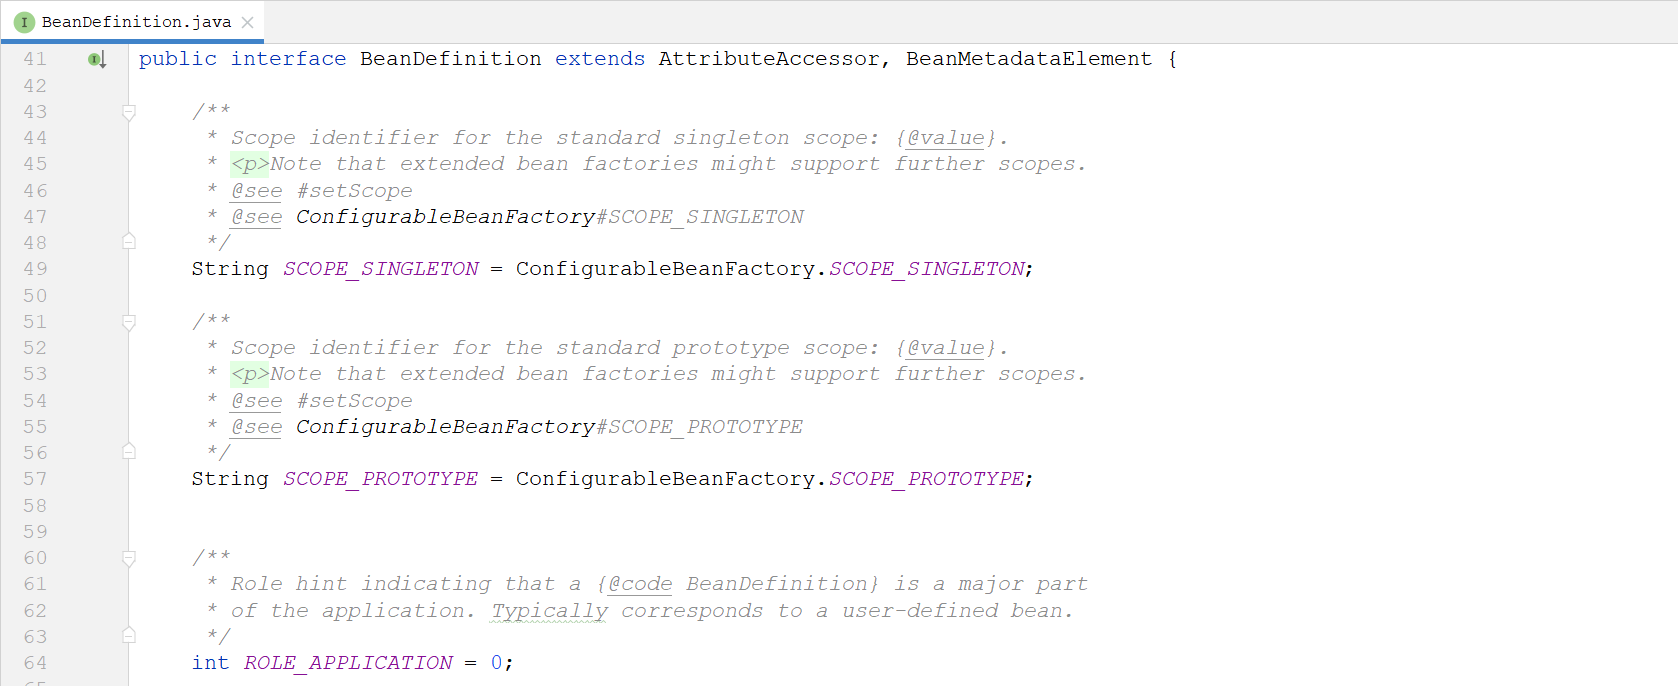 I BeanDefinition.java
41 public interface BeanDefinition extends AttributeAccessor, BeanMetadataElement {
42
43 /**
44 * Scope identifier for the standard singleton scope: {@value}.
45 * <p>Note that extended bean factories might support further scopes.
46 * @see #setScope
47 * @see ConfigurableBeanFactory#SCOPE_SINGLETON
48 */
49 String SCOPE_SINGLETON = ConfigurableBeanFactory.SCOPE_SINGLETON;
50
51 /**
52 * Scope identifier for the standard prototype scope: {@value}.
53 * <p>Note that extended bean factories might support further scopes.
54 * @see #setScope
55 * @see ConfigurableBeanFactory#SCOPE_PROTOTYPE
56 */
57 String SCOPE_PROTOTYPE = ConfigurableBeanFactory.SCOPE_PROTOTYPE;
58
59
60 /**
61 * Role hint indicating that a {@code BeanDefinition} is a major part
62 * of the application. Typically corresponds to a user-defined bean.
63 */
64 int ROLE_APPLICATION = 0;